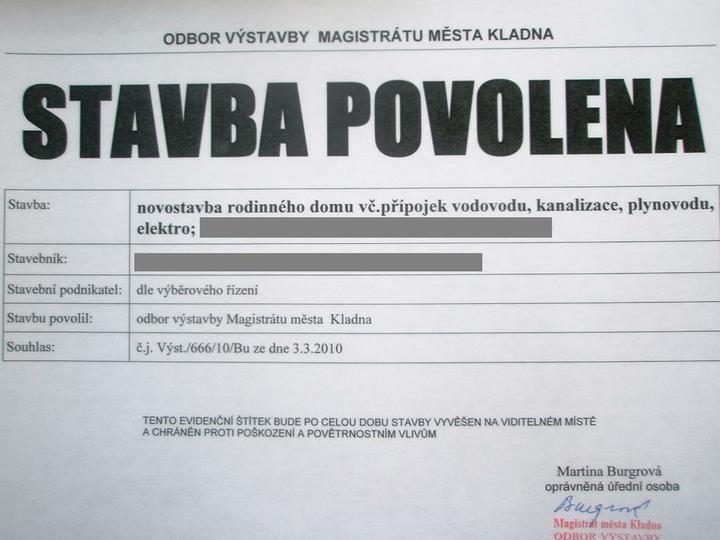 ODBOR VÝSTAVBY MAGISTRÁTU MĚSTA KLADNA
STAVBA POVOLENA
Stavba: novostavba rodinného domu vč.přípojek vodovodu, kanalizace, plynovodu,
elektro;
Stavebník:
Stavební podnikatel: dle výběrového řízení
Stavbu povolil: odbor výstavby Magistrátu města Kladna
Souhlas: č.j. Výst./666/10/Bu ze dne 3.3.2010
TENTO EVIDENČNÍ ŠTÍTEK BUDE PO CELOU DOBU STAVBY VYVĚŠEN NA VIDITELNÉM MÍSTĚ
A CHRÁNĚN PROTI POŠKOZENÍ A POVĚTRNOSTNÍM VLIVŮM
Martina Burgrová
oprávněná úřední osoba
Burgrová
Magistrát města Kladna
ODBOR VÝSTAVBY